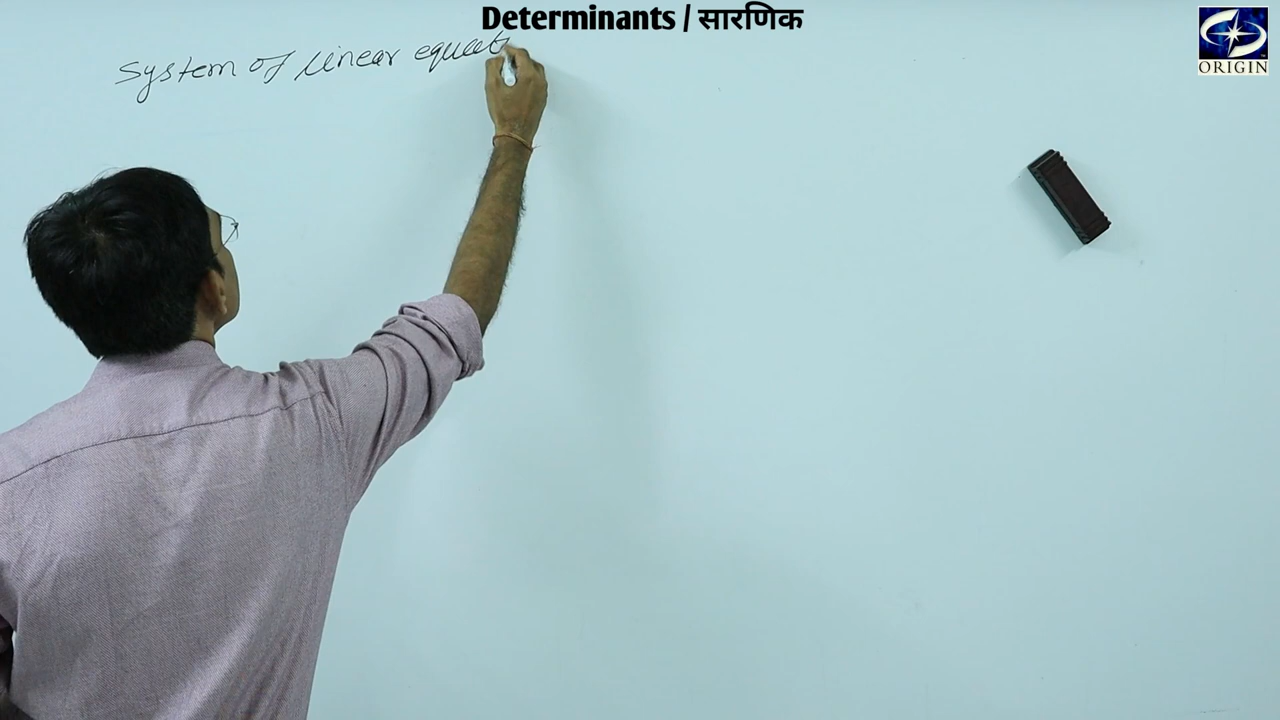 Determinants / सारणिक
System of linear equat
ORIGIN